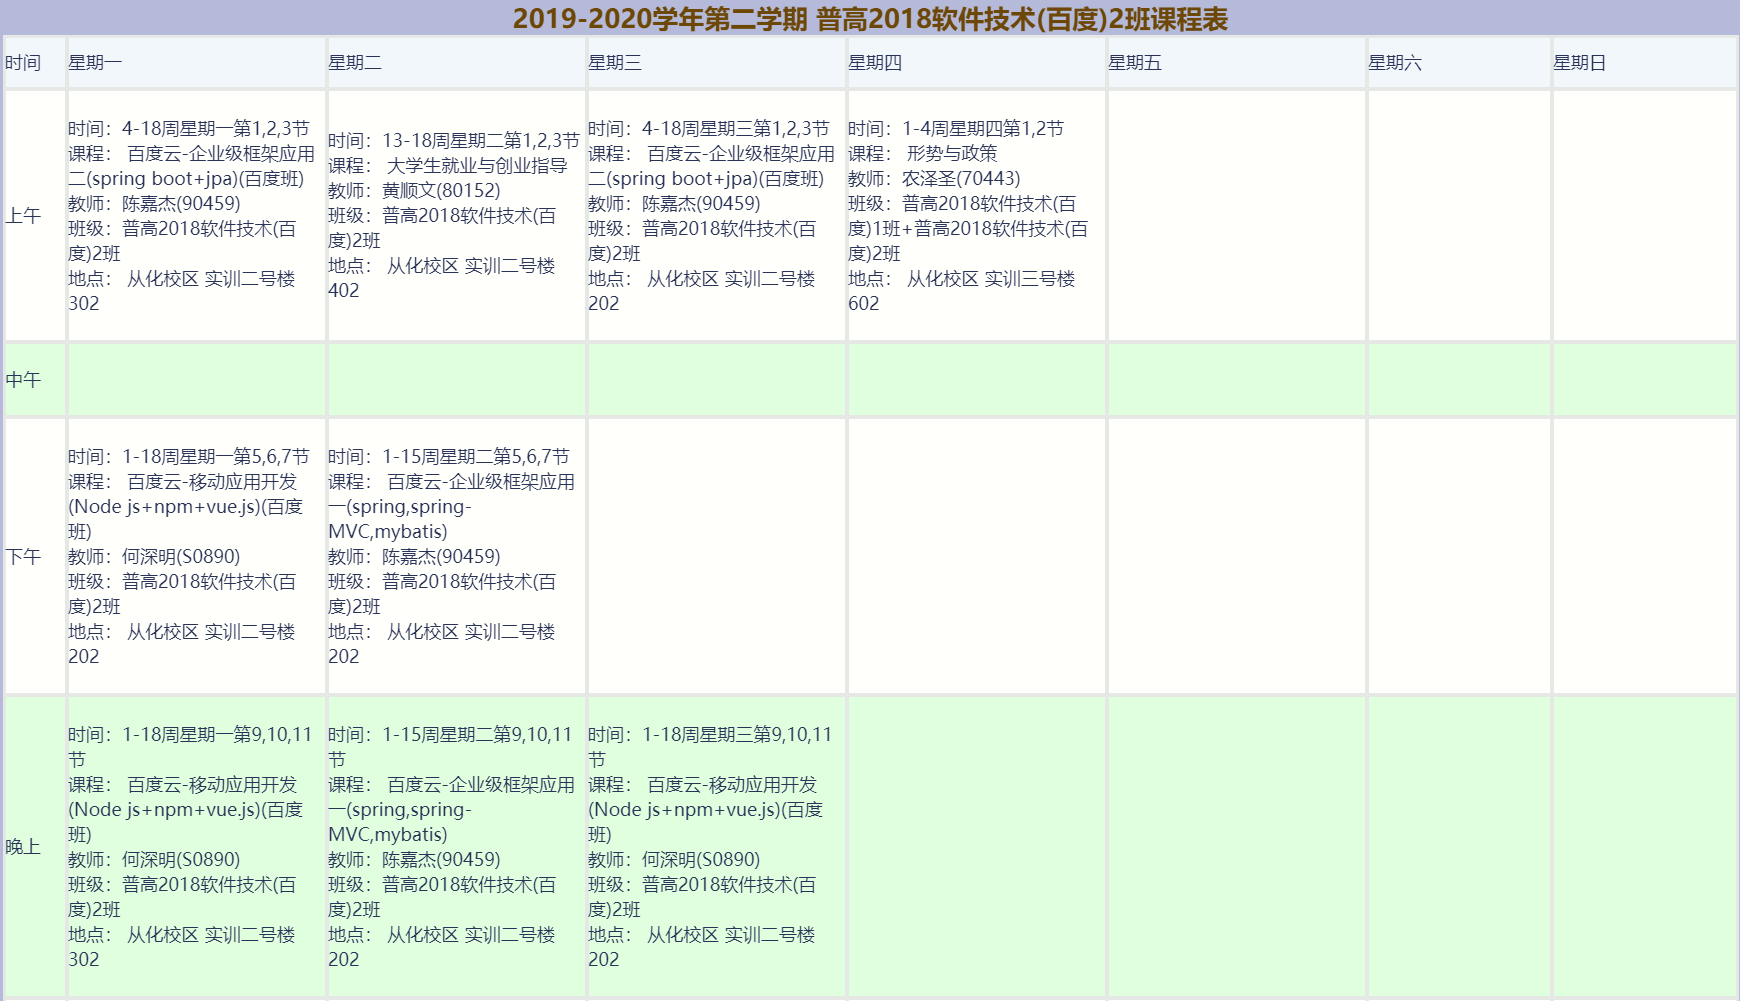 2019-2020学年第二学期 普高2018软件技术(百度)2班课程表
时间
星期一
星期二
星期三
星期四
星期五
星期六
星期日
上午
时间：4-18周星期一第1,2,3节
课程： 百度云-企业级框架应用
二(spring boot+jpa)(百度班)
教师：陈嘉杰(90459)
班级：普高2018软件技术(百
度)2班
地点： 从化校区 实训二号楼
302
时间：13-18周星期二第1,2,3节
课程： 大学生就业与创业指导
教师：黄顺文(80152)
班级：普高2018软件技术(百
度)2班
地点： 从化校区 实训二号楼
402
时间：4-18周星期三第1,2,3节
课程： 百度云-企业级框架应用
二(spring boot+jpa)(百度班)
教师：陈嘉杰(90459)
班级：普高2018软件技术(百
度)2班
地点： 从化校区 实训二号楼
202
时间：1-4周星期四第1,2节
课程： 形势与政策
教师：农泽圣(70443)
班级：普高2018软件技术(百
度)1班+普高2018软件技术(百
度)2班
地点： 从化校区 实训三号楼
602
中午
下午
时间：1-18周星期一第5,6,7节
课程： 百度云-移动应用开发
(Node js+npm+vue.js)(百度
班)
教师：何深明(S0890)
班级：普高2018软件技术(百
度)2班
地点： 从化校区 实训二号楼
202
时间：1-15周星期二第5,6,7节
课程： 百度云-企业级框架应用
一(spring,spring-
MVC,mybatis)
教师：陈嘉杰(90459)
班级：普高2018软件技术(百
度)2班
地点： 从化校区 实训二号楼
202
晚上
时间：1-18周星期一第9,10,11
节
课程： 百度云-移动应用开发
(Node js+npm+vue.js)(百度
班)
教师：何深明(S0890)
班级：普高2018软件技术(百
度)2班
地点： 从化校区 实训二号楼
302
时间：1-15周星期二第9,10,11
节
课程： 百度云-企业级框架应用
一(spring,spring-
MVC,mybatis)
教师：陈嘉杰(90459)
班级：普高2018软件技术(百
度)2班
地点： 从化校区 实训二号楼
202
时间：1-18周星期三第9,10,11
节
课程： 百度云-移动应用开发
(Node js+npm+vue.js)(百度
班)
教师：何深明(S0890)
班级：普高2018软件技术(百
度)2班
地点： 从化校区 实训二号楼
202